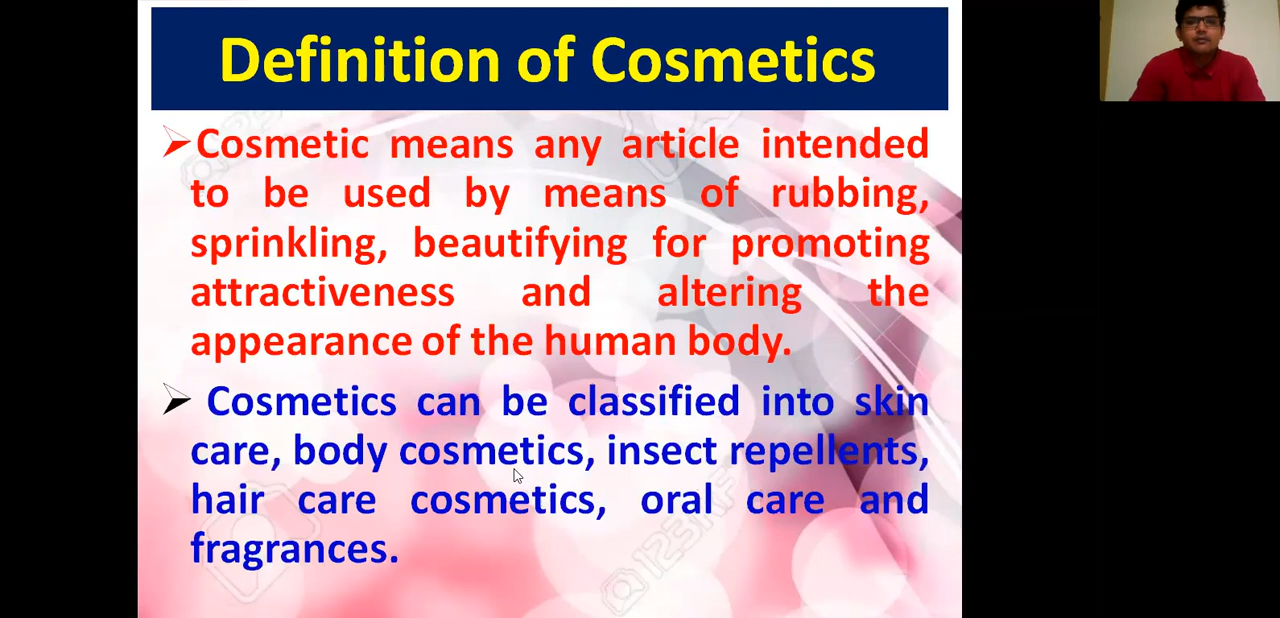 Definition of Cosmetics
➢Cosmetic means any article intended
to be used by means of rubbing,
sprinkling, beautifying for promoting
attractiveness and altering the
appearance of the human body.
➢ Cosmetics can be classified into skin
care, body cosmetics, insect repellents,
hair care cosmetics, oral care and
fragrances.
123RF